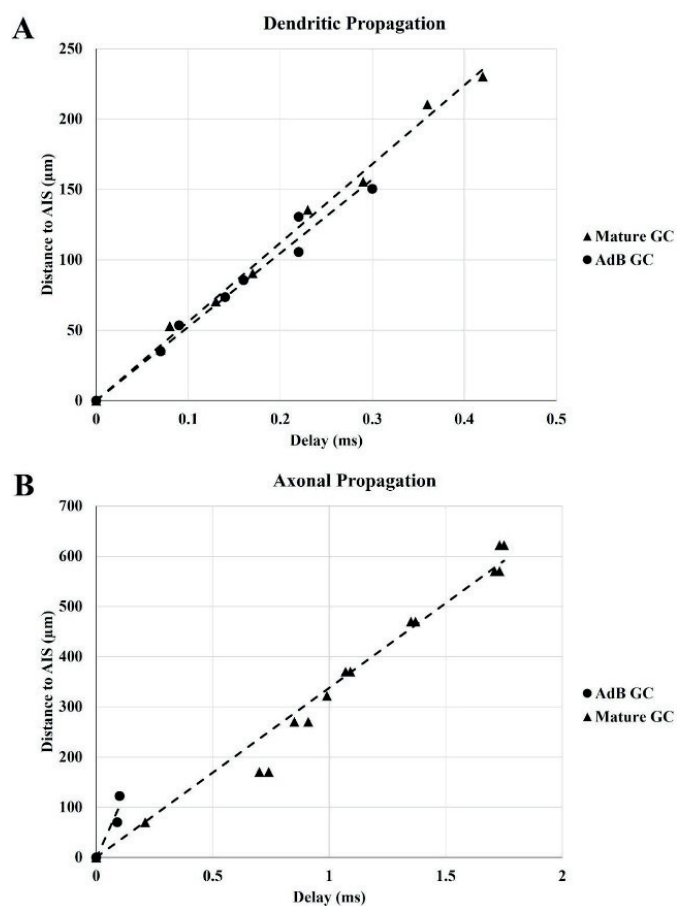 A
Dendritic Propagation
250
200
150
100
50
0
Distance to AIS (µm)
0
0.1
0.2
0.3
0.4
0.5
Delay (ms)
Mature GC
AdB GC
B
Axonal Propagation
700
600
500
400
300
200
100
0
Distance to AIS (µm)
0
0.5
1
1.5
2
Delay (ms)
AdB GC
Mature GC